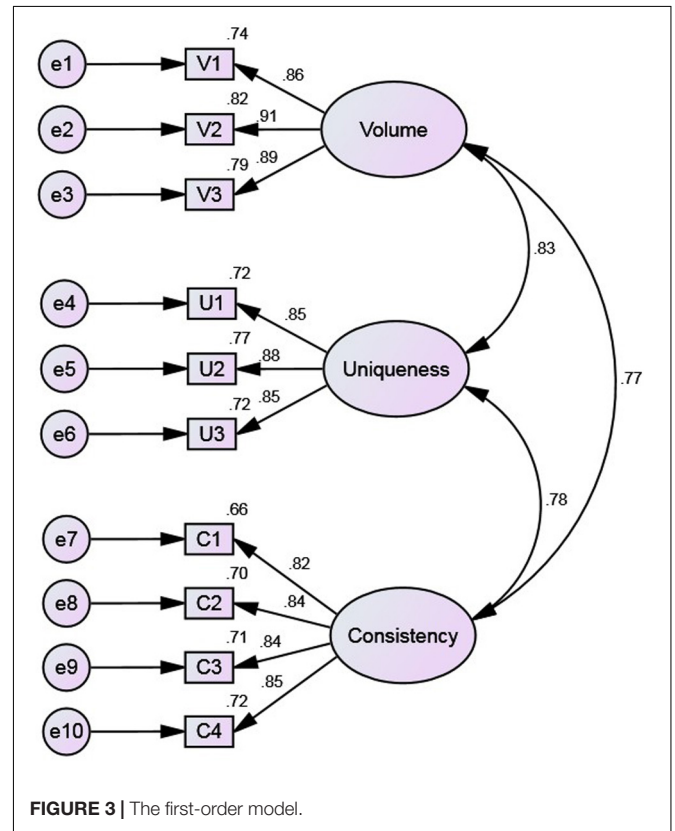 .74
e1 V1 .86
.82
e2 V2 .91 Volume
.79 .89
e3 V3
.83
.72
e4 U1 .85
.77
e5 U2 .88 Uniqueness
.77
.72 .85
e6 U3
.78
.66
e7 C1 .82
.70
e8 C2 .84
.71 .84 Consistency
e9 C3
.85
.72
e10 C4
FIGURE 3 | The first-order model.